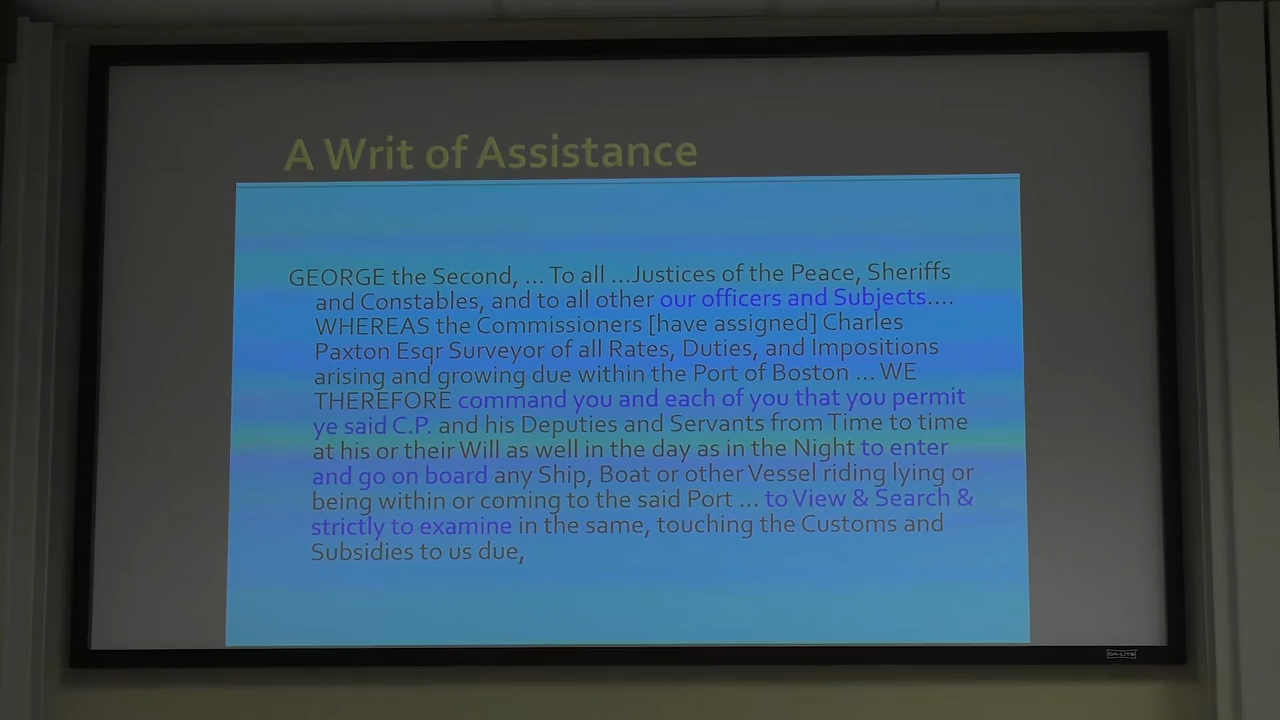 A Writ of Assistance
GEORGE the Second, ... To all ...Justices of the Peace, Sheriffs
and Constables, and to all other our officers and Subjects....
WHEREAS the Commissioners [have assigned] Charles
Paxton Esqr Surveyor of all Rates, Duties, and Impositions
arising and growing due within the Port of Boston ... WE
THEREFORE command you and each of you that you permit
ye said C.P. and his Deputies and Servants from Time to time
at his or their Will as well in the day as in the Night to enter
and go on board any Ship, Boat or other Vessel riding lying or
being within or coming to the said Port ... to View & Search &
strictly to examine in the same, touching the Customs and
Subsidies to us due,
DA-LITE